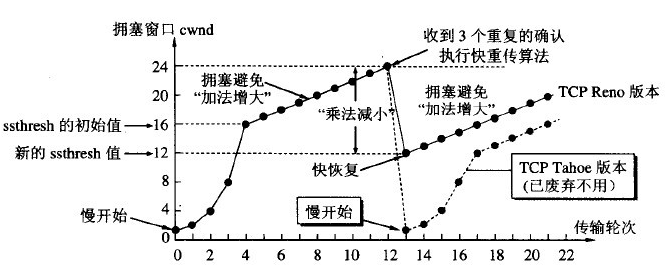 拥塞窗口 cwnd
收到 3 个重复的确认
执行快重传算法
24
20
16
12
8
4
0
拥塞避免
“加法增大”
“乘法减小”
拥塞避免
“加法增大”
TCP Reno 版本
ssthresh 的初始值
新的 ssthresh 值
快恢复
TCP Tahoe 版本
(已废弃不用)
慢开始
慢开始
传输轮次
0 2 4 6 8 10 12 14 16 18 20 22